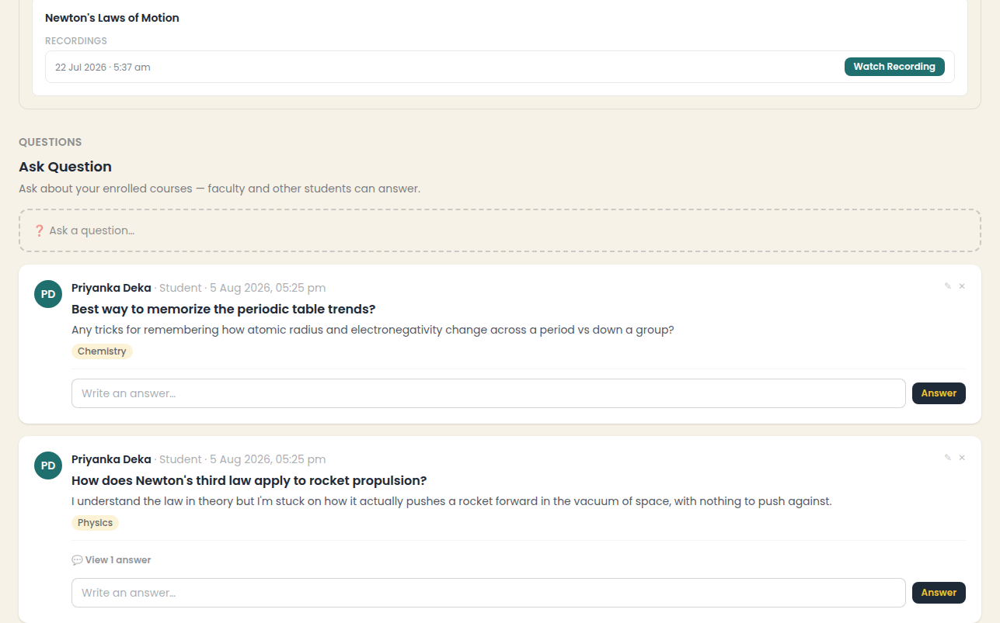 Newton's Laws of Motion
RECORDINGS
22 Jul 2026 · 5:37 am
Watch Recording
QUESTIONS
Ask Question
Ask about your enrolled courses — faculty and other students can answer.
❓ Ask a question…
PD
Priyanka Deka · Student · 5 Aug 2026, 05:25 pm
✎ ✕
Best way to memorize the periodic table trends?
Any tricks for remembering how atomic radius and electronegativity change across a period vs down a group?
Chemistry
Write an answer…
Answer
PD
Priyanka Deka · Student · 5 Aug 2026, 05:25 pm
✎ ✕
How does Newton's third law apply to rocket propulsion?
I understand the law in theory but I'm stuck on how it actually pushes a rocket forward in the vacuum of space, with nothing to push against.
Physics
💬 View 1 answer
Write an answer…
Answer